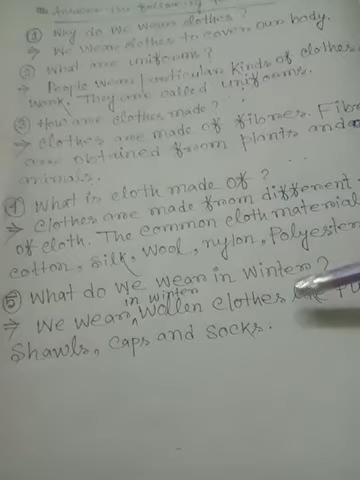 Answer the following
① Why do we wear clothes?
→ We wear clothes to cover our body.
② What are uniforms?
→ People wear particular kinds of clothes
work. They are called uniforms.
③ How are clothes made?
→ Clothes are made of fibres. Fibre
are obtained from plants and
animals.
④ What is cloth made of?
→ Clothes are made from different
of cloth. The common cloth material
cotton, silk, wool, nylon, Polyester
⑤ What do we wear in winter?
in winter
→ We wear wollen clothes
Shawls, caps and socks.